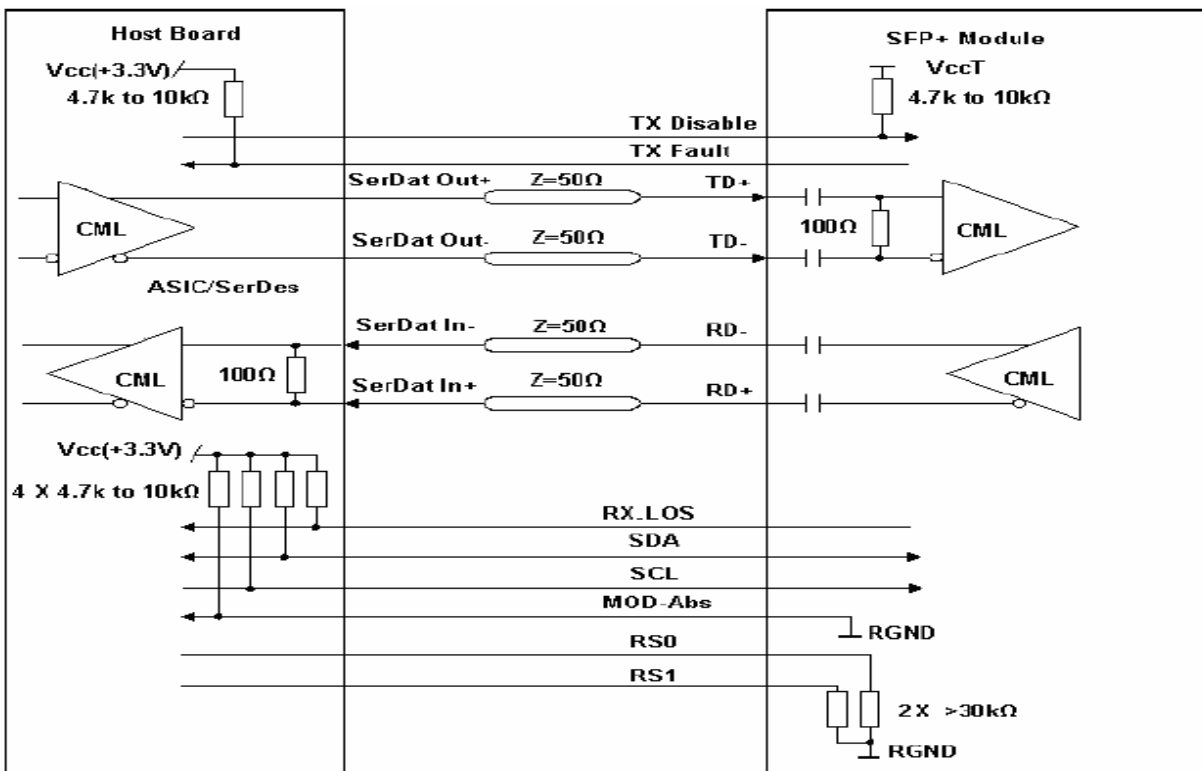 Host Board
SFP+ Module
Vcc(+3.3V)
4.7k to 10kΩ
VccT
4.7k to 10kΩ
TX Disable
TX Fault
SerDat Out+
Z=50Ω
TD+
CML
100Ω
CML
SerDat Out-
Z=50Ω
TD-
ASIC/SerDes
SerDat In-
Z=50Ω
RD-
CML
100Ω
SerDat In+
Z=50Ω
RD+
CML
Vcc(+3.3V)
4 X 4.7k to 10kΩ
RX_LOS
SDA
SCL
MOD-Abs
RGND
RS0
RS1
2X >30kΩ
RGND